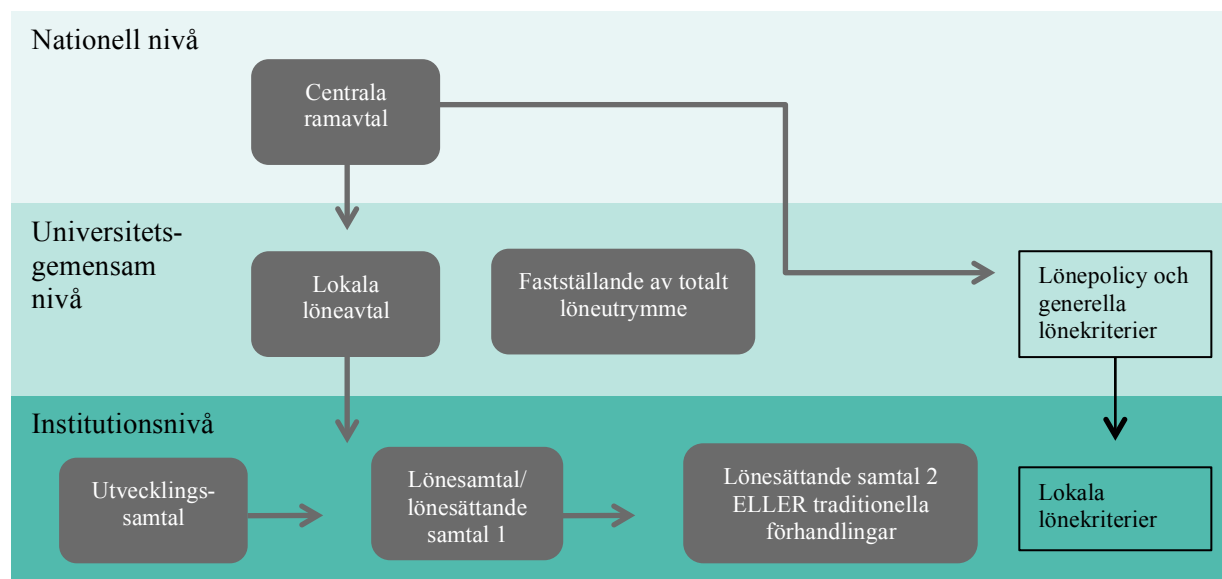 Nationell nivå
Centrala
ramavtal
Universitets-
gemensam
nivå
Lokala
löneavtal
Fastställande av totalt
löneutrymme
Lönepolicy och
generella
lönekriterier
Institutionsnivå
Utvecklings-
samtal
Lönesamtal/
lönesättande
samtal 1
Lönesättande samtal 2
ELLER traditionella
förhandlingar
Lokala
lönekriterier